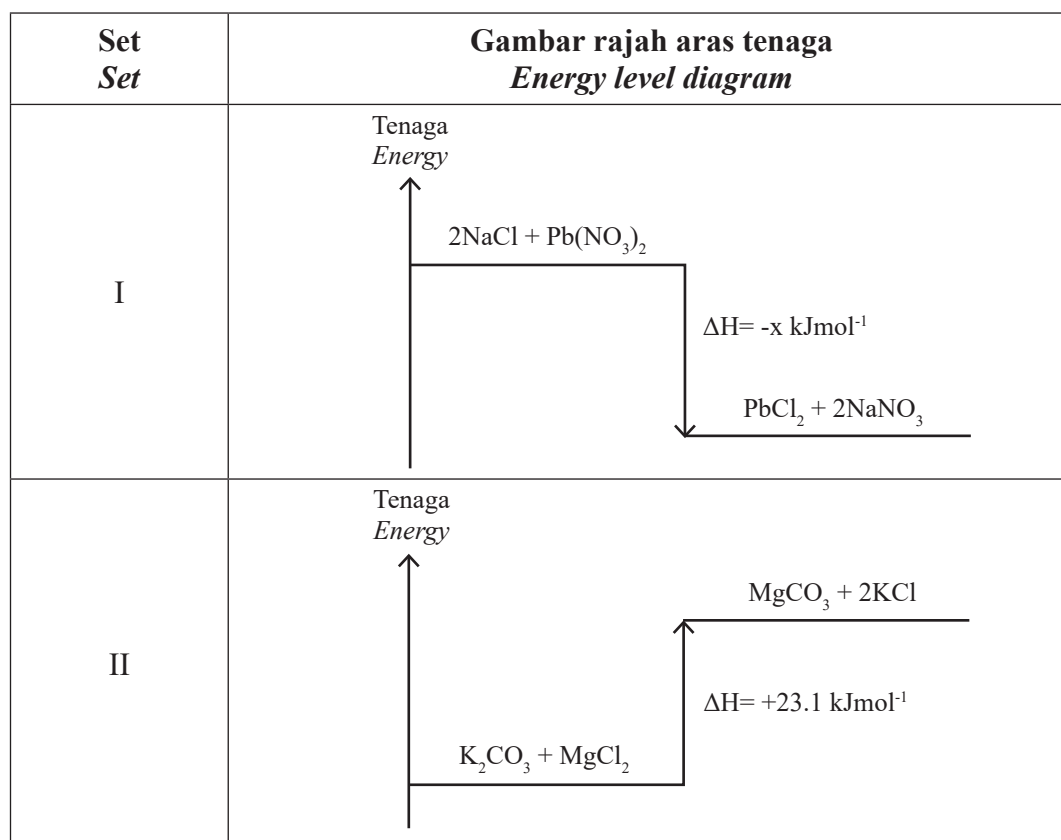 Set
Set
Gambar rajah aras tenaga
Energy level diagram
I
Tenaga
Energy
2NaCl + Pb(NO₃)₂
ΔH= -x kJmol⁻¹
PbCl₂ + 2NaNO₃
II
Tenaga
Energy
MgCO₃ + 2KCl
ΔH= +23.1 kJmol⁻¹
K₂CO₃ + MgCl₂